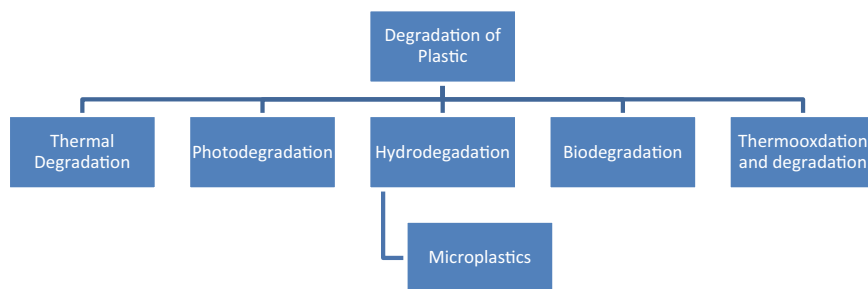 Degradation of
Plastic
Thermal
Degradation
Photodegradation
Hydrodegadation
Biodegradation
Thermooxdation
and degradation
Microplastics